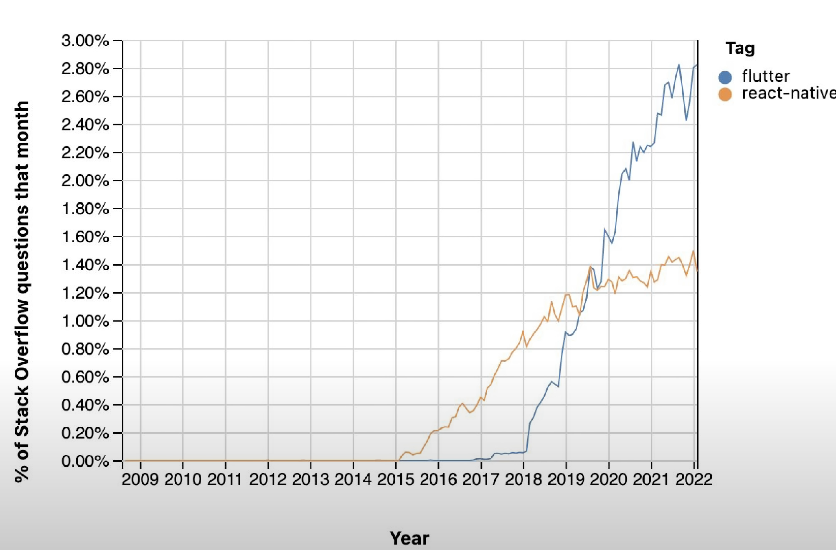 3.00%
2.80%
2.60%
2.40%
2.20%
2.00%
1.80%
1.60%
1.40%
1.20%
1.00%
0.80%
0.60%
0.40%
0.20%
0.00%
% of Stack Overflow questions that month
2009 2010 2011 2012 2013 2014 2015 2016 2017 2018 2019 2020 2021 2022
Year
Tag
flutter
react-native